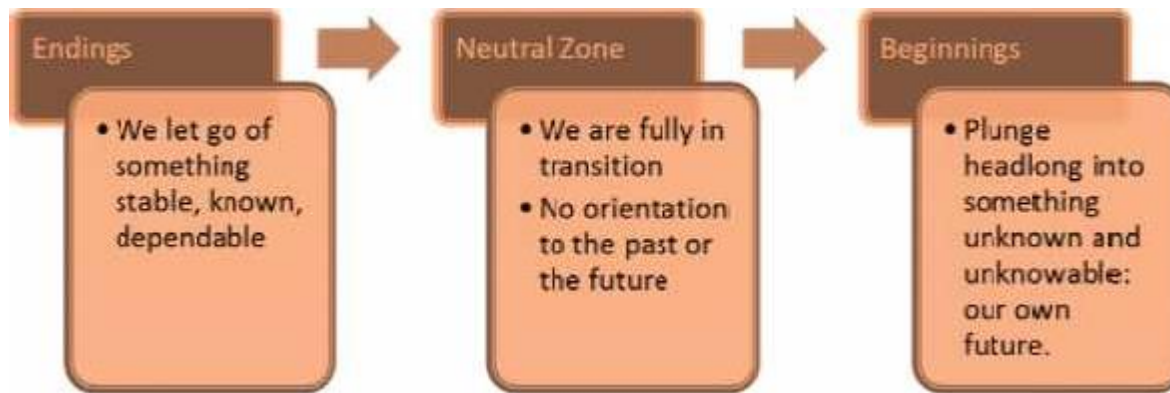 Endings
• We let go of
something
stable, known,
dependable
Neutral Zone
• We are fully in
transition
• No orientation
to the past or
the future
Beginnings
• Plunge
headlong into
something
unknown and
unknowable:
our own
future.